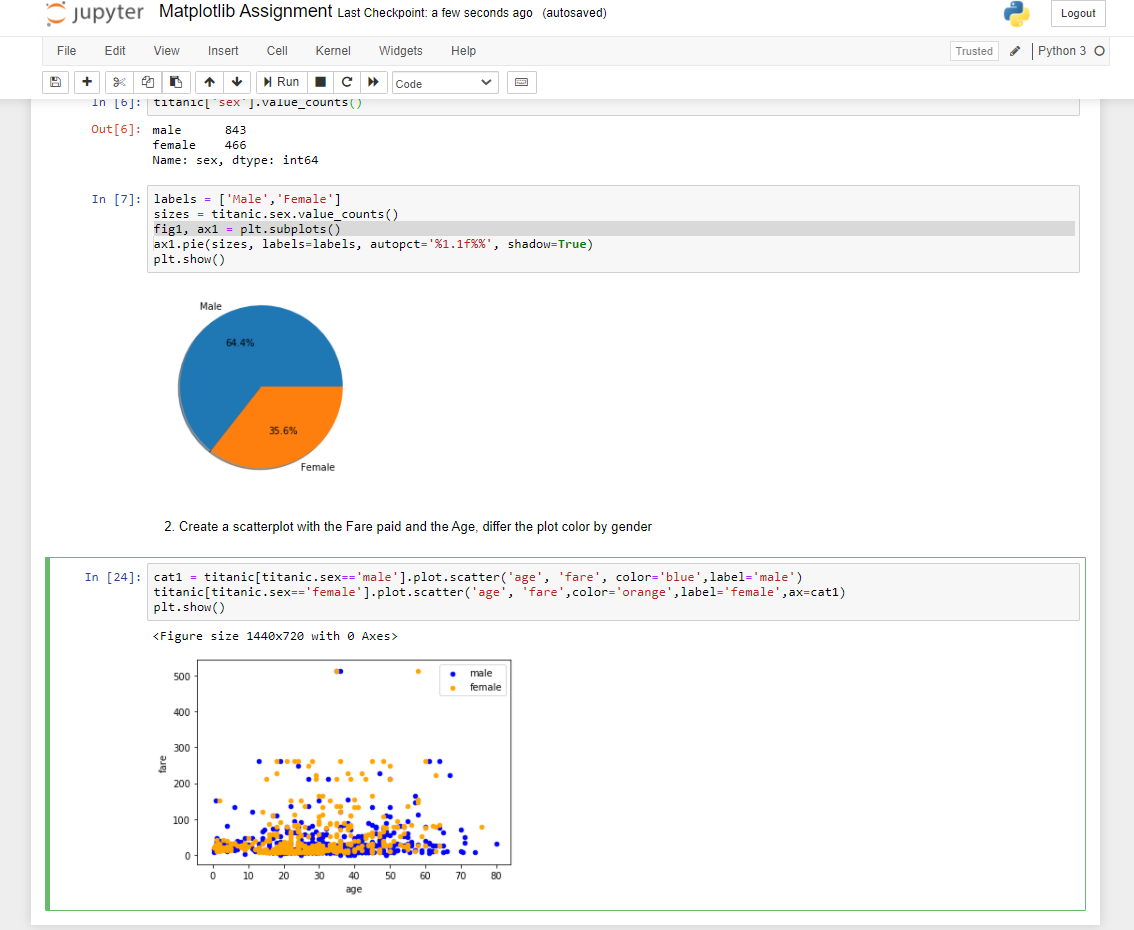 jupyter Matplotlib Assignment Last Checkpoint: a few seconds ago (autosaved)
Logout
File Edit View Insert Cell Kernel Widgets Help
Trusted Python 3
Run Code
In [6]: titanic['sex'].value_counts()
Out[6]: male 843
female 466
Name: sex, dtype: int64
In [7]: labels = ['Male','Female']
sizes = titanic.sex.value_counts()
fig1, ax1 = plt.subplots()
ax1.pie(sizes, labels=labels, autopct='%1.1f%%', shadow=True)
plt.show()
Male
64.4%
35.6%
Female
2. Create a scatterplot with the Fare paid and the Age, differ the plot color by gender
In [24]: cat1 = titanic[titanic.sex=='male'].plot.scatter('age', 'fare', color='blue',label='male')
titanic[titanic.sex=='female'].plot.scatter('age', 'fare',color='orange',label='female',ax=cat1)
plt.show()
<Figure size 1440x720 with 0 Axes>
male
female
500
400
300
200
100
0
fare
0 10 20 30 40 50 60 70 80
age